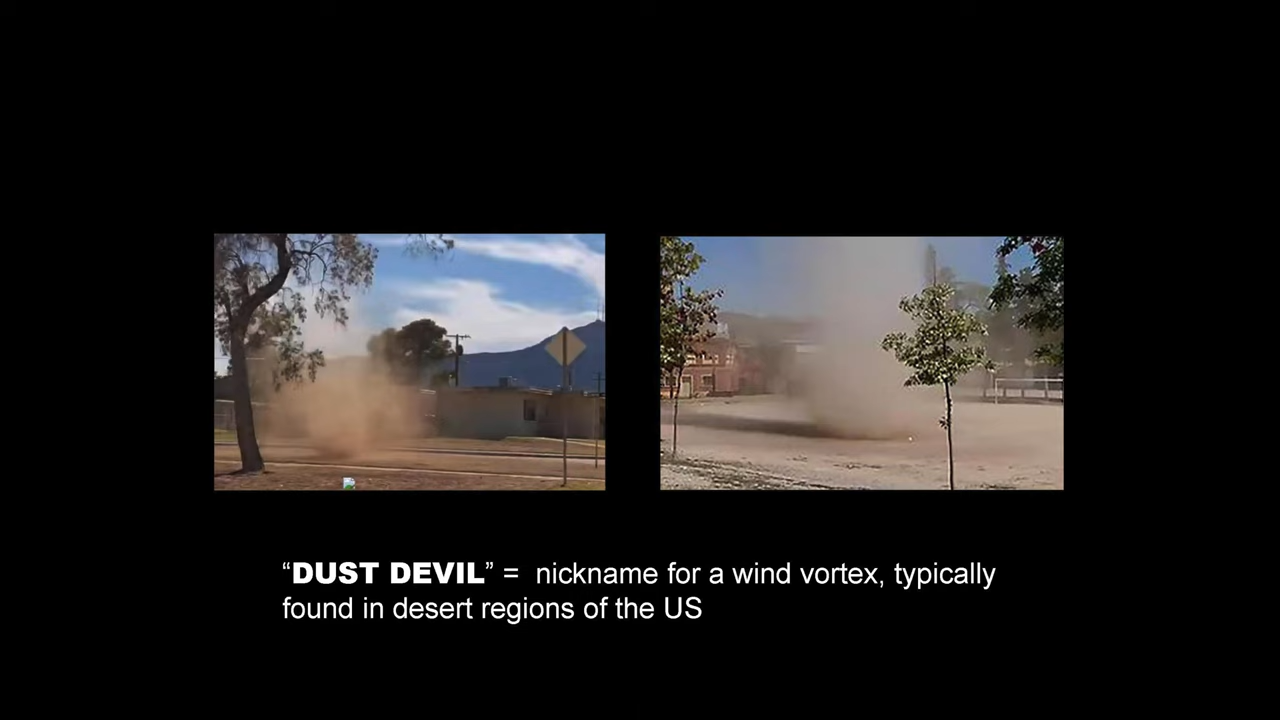 “DUST DEVIL” = nickname for a wind vortex, typically
found in desert regions of the US